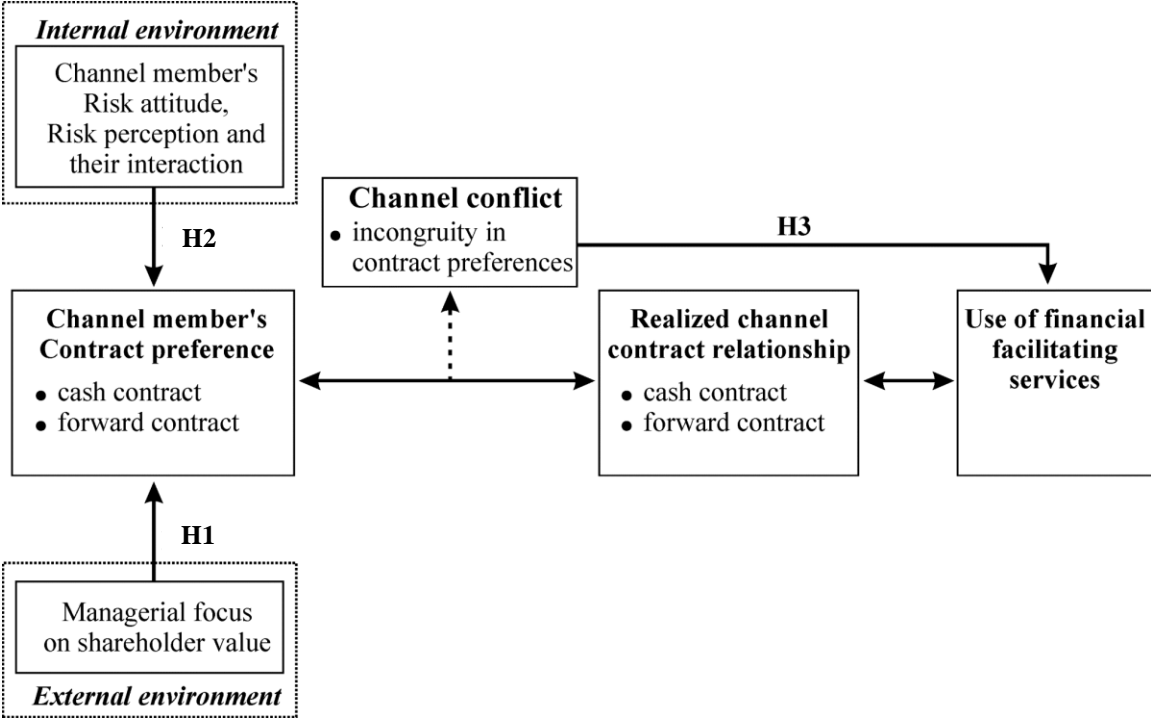 Internal environment
Channel member's
Risk attitude,
Risk perception and
their interaction
H2
Channel conflict
• incongruity in
contract preferences
H3
Channel member's
Contract preference
• cash contract
• forward contract
Realized channel
contract relationship
• cash contract
• forward contract
Use of financial
facilitating
services
H1
Managerial focus
on shareholder value
External environment